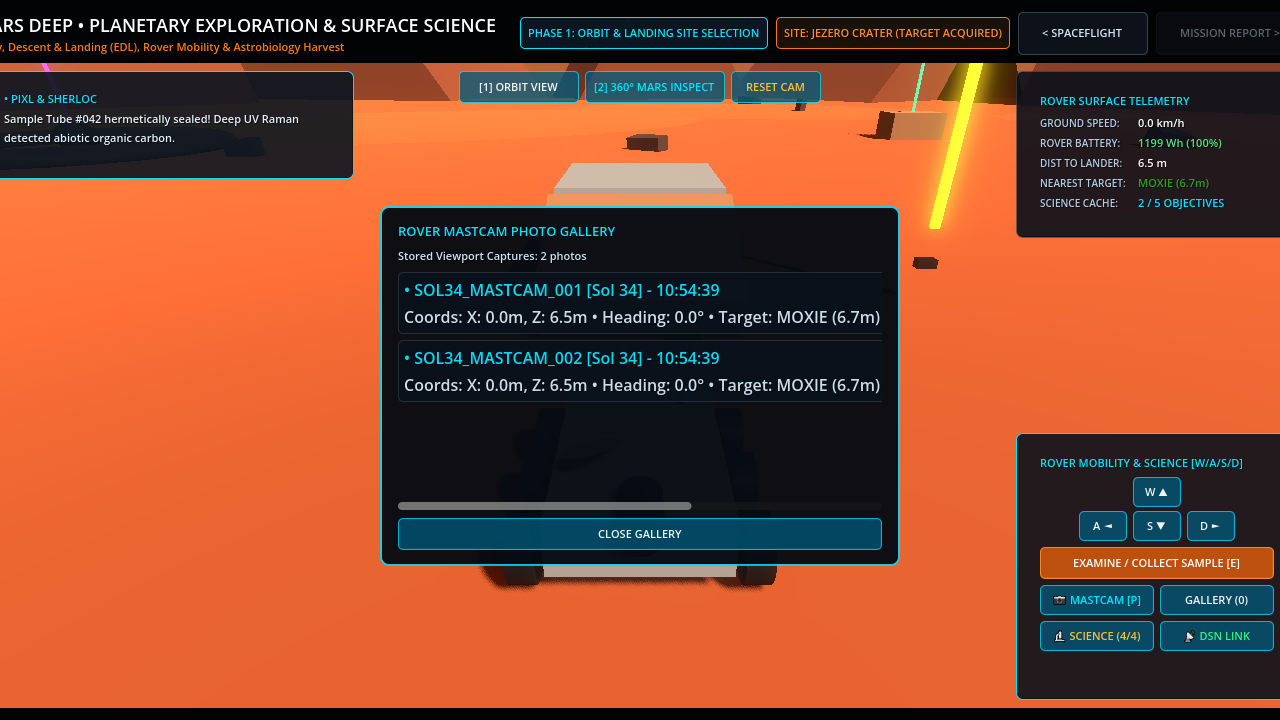 ARS DEEP • PLANETARY EXPLORATION & SURFACE SCIENCE
, Descent & Landing (EDL), Rover Mobility & Astrobiology Harvest
PHASE 1: ORBIT & LANDING SITE SELECTION
SITE: JEZERO CRATER (TARGET ACQUIRED)
< SPACEFLIGHT
MISSION REPORT >
• PIXL & SHERLOC
Sample Tube #042 hermetically sealed! Deep UV Raman
detected abiotic organic carbon.
[1] ORBIT VIEW
[2] 360° MARS INSPECT
RESET CAM
ROVER SURFACE TELEMETRY
GROUND SPEED: 0.0 km/h
ROVER BATTERY: 1199 Wh (100%)
DIST TO LANDER: 6.5 m
NEAREST TARGET: MOXIE (6.7m)
SCIENCE CACHE: 2 / 5 OBJECTIVES
ROVER MASTCAM PHOTO GALLERY
Stored Viewport Captures: 2 photos
• SOL34_MASTCAM_001 [Sol 34] - 10:54:39
Coords: X: 0.0m, Z: 6.5m • Heading: 0.0° • Target: MOXIE (6.7m)
• SOL34_MASTCAM_002 [Sol 34] - 10:54:39
Coords: X: 0.0m, Z: 6.5m • Heading: 0.0° • Target: MOXIE (6.7m)
CLOSE GALLERY
ROVER MOBILITY & SCIENCE [W/A/S/D]
W ▲
A ◄ S ▼ D ►
EXAMINE / COLLECT SAMPLE [E]
MASTCAM [P]
GALLERY (0)
SCIENCE (4/4)
DSN LINK